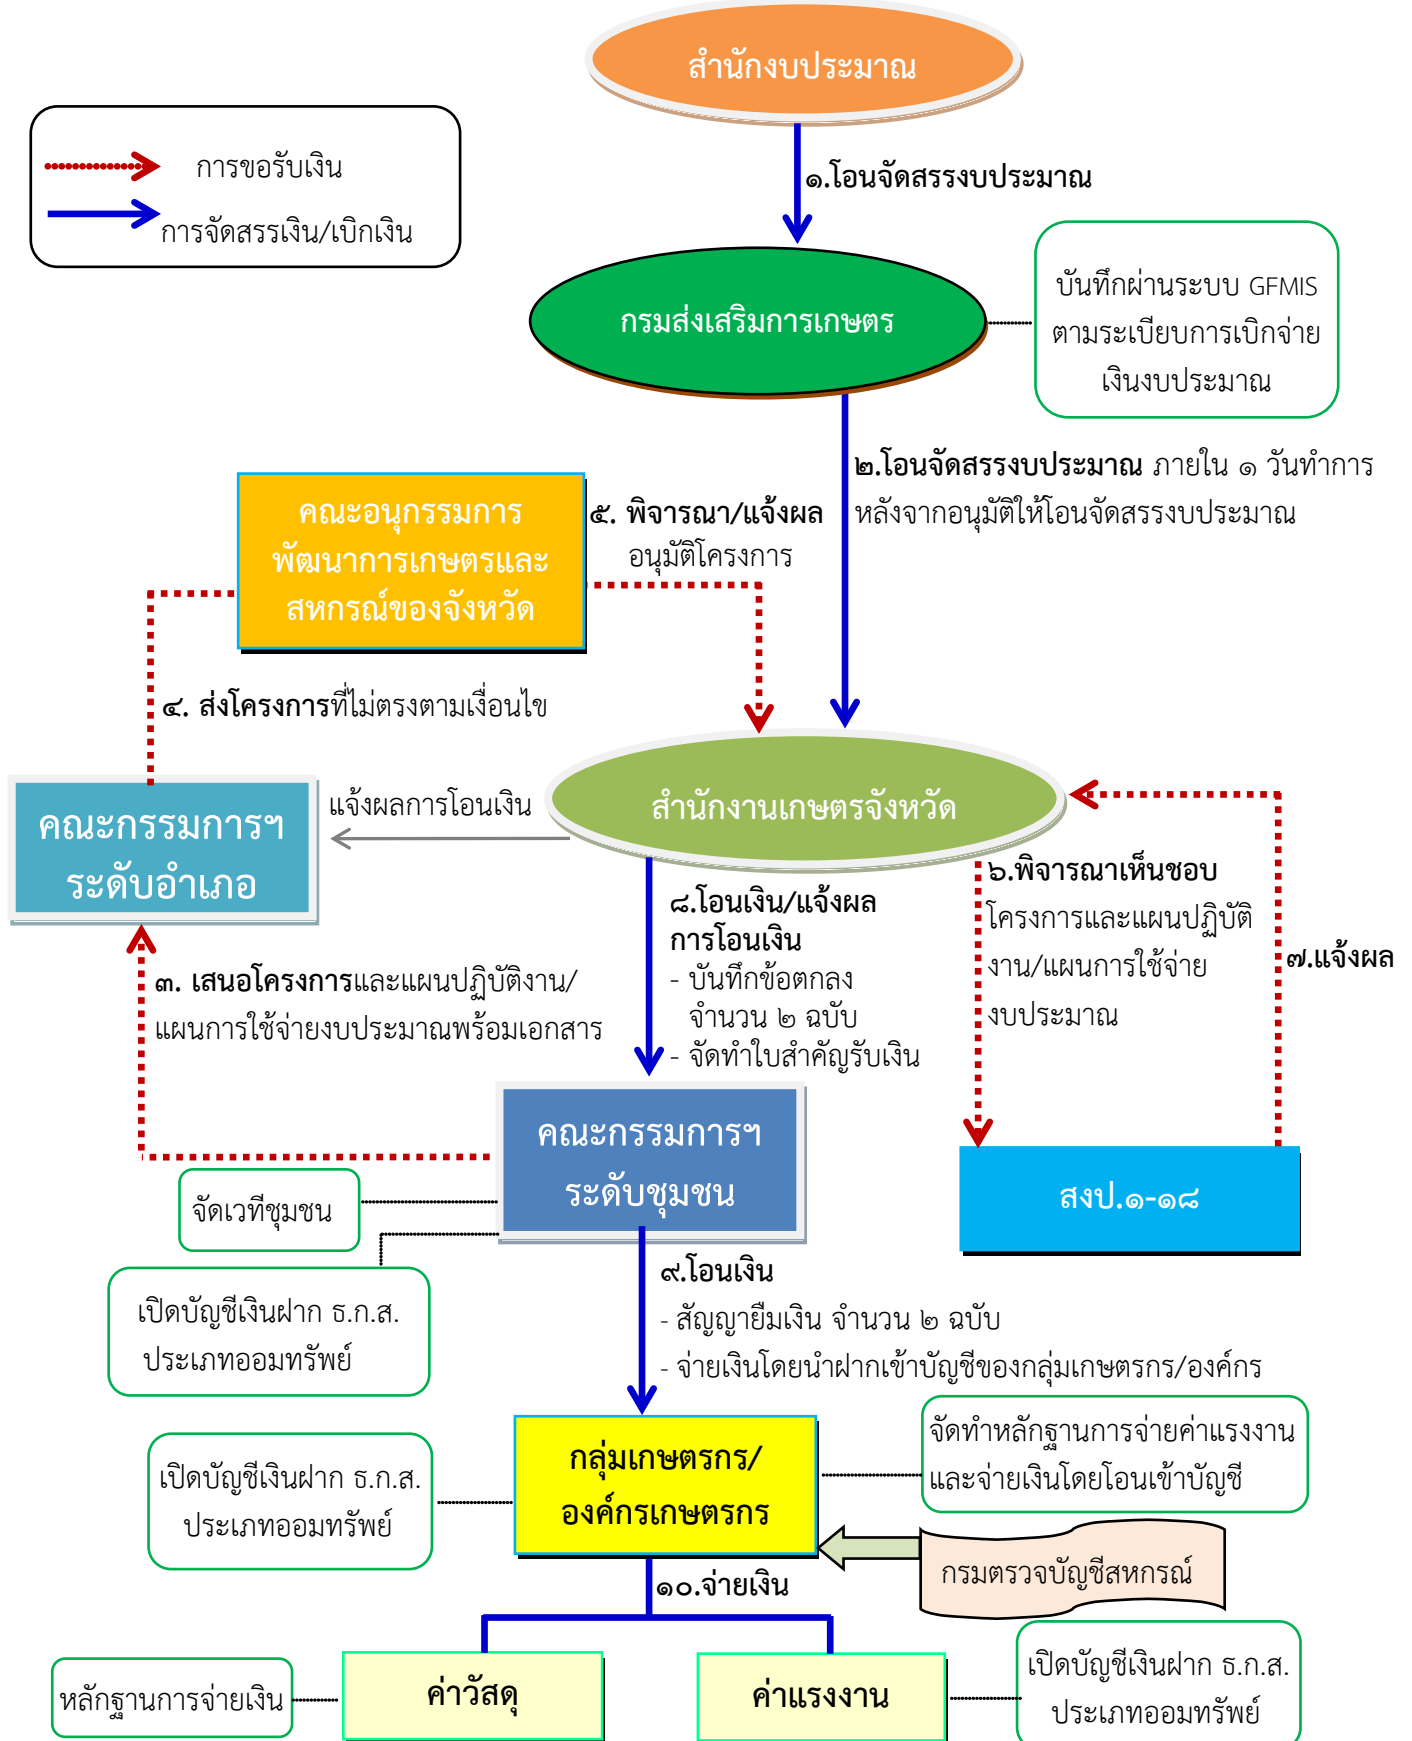 สำนักงบประมาณ
การขอรับเงิน
การจัดสรรเงิน/เบิกเงิน
๑.โอนจัดสรรงบประมาณ
กรมส่งเสริมการเกษตร
บันทึกผ่านระบบ GFMIS
ตามระเบียบการเบิกจ่าย
เงินงบประมาณ
๒.โอนจัดสรรงบประมาณ ภายใน ๑ วันทำการ
หลังจากอนุมัติให้โอนจัดสรรงบประมาณ
คณะอนุกรรมการ
พัฒนาการเกษตรและ
สหกรณ์ของจังหวัด
๕. พิจารณา/แจ้งผล
อนุมัติโครงการ
๔. ส่งโครงการที่ไม่ตรงตามเงื่อนไข
คณะกรรมการฯ
ระดับอำเภอ
แจ้งผลการโอนเงิน
สำนักงานเกษตรจังหวัด
๖.พิจารณาเห็นชอบ
โครงการและแผนปฏิบัติ
งาน/แผนการใช้จ่าย
งบประมาณ
๗.แจ้งผล
๘.โอนเงิน/แจ้งผล
การโอนเงิน
- บันทึกข้อตกลง
จำนวน ๒ ฉบับ
- จัดทำใบสำคัญรับเงิน
๓. เสนอโครงการและแผนปฏิบัติงาน/
แผนการใช้จ่ายงบประมาณพร้อมเอกสาร
คณะกรรมการฯ
ระดับชุมชน
สงป.๑-๑๘
จัดเวทีชุมชน
เปิดบัญชีเงินฝาก ธ.ก.ส.
ประเภทออมทรัพย์
๙.โอนเงิน
- สัญญายืมเงิน จำนวน ๒ ฉบับ
- จ่ายเงินโดยนำฝากเข้าบัญชีของกลุ่มเกษตรกร/องค์กร
เปิดบัญชีเงินฝาก ธ.ก.ส.
ประเภทออมทรัพย์
กลุ่มเกษตรกร/
องค์กรเกษตรกร
จัดทำหลักฐานการจ่ายค่าแรงงาน
และจ่ายเงินโดยโอนเข้าบัญชี
กรมตรวจบัญชีสหกรณ์
๑๐.จ่ายเงิน
หลักฐานการจ่ายเงิน
ค่าวัสดุ
ค่าแรงงาน
เปิดบัญชีเงินฝาก ธ.ก.ส.
ประเภทออมทรัพย์